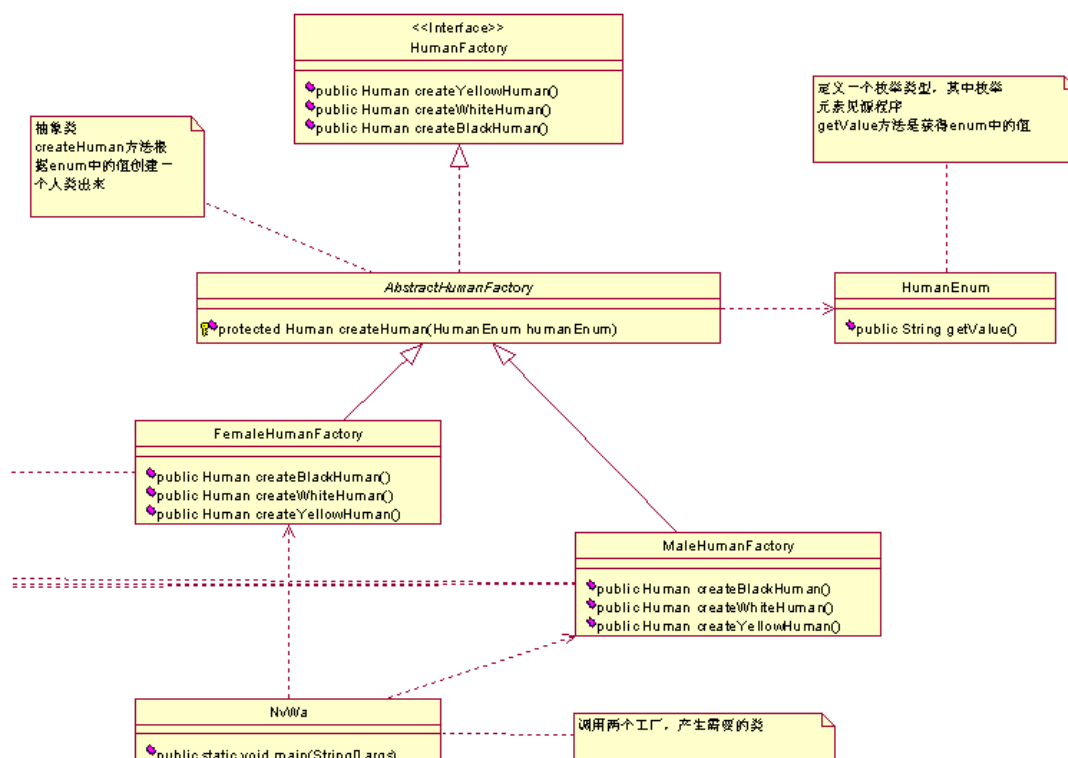 <<Interface>>
HumanFactory
public Human createYellowHuman()
public Human createWhiteHuman()
public Human createBlackHuman()
定义一个枚举类型，其中枚举
元素见源程序
getValue方法是获得enum中的值
抽象类
createHuman方法根
据enum中的值创建一
个人类出来
AbstractHumanFactory
protected Human createHuman(HumanEnum humanEnum)
HumanEnum
public String getValue()
FemaleHumanFactory
public Human createBlackHuman()
public Human createWhiteHuman()
public Human createYellowHuman()
MaleHumanFactory
public Human createBlackHuman()
public Human createWhiteHuman()
public Human createYellowHuman()
NvWa
public static void main(String[] args)
调用两个工厂，产生需要的类